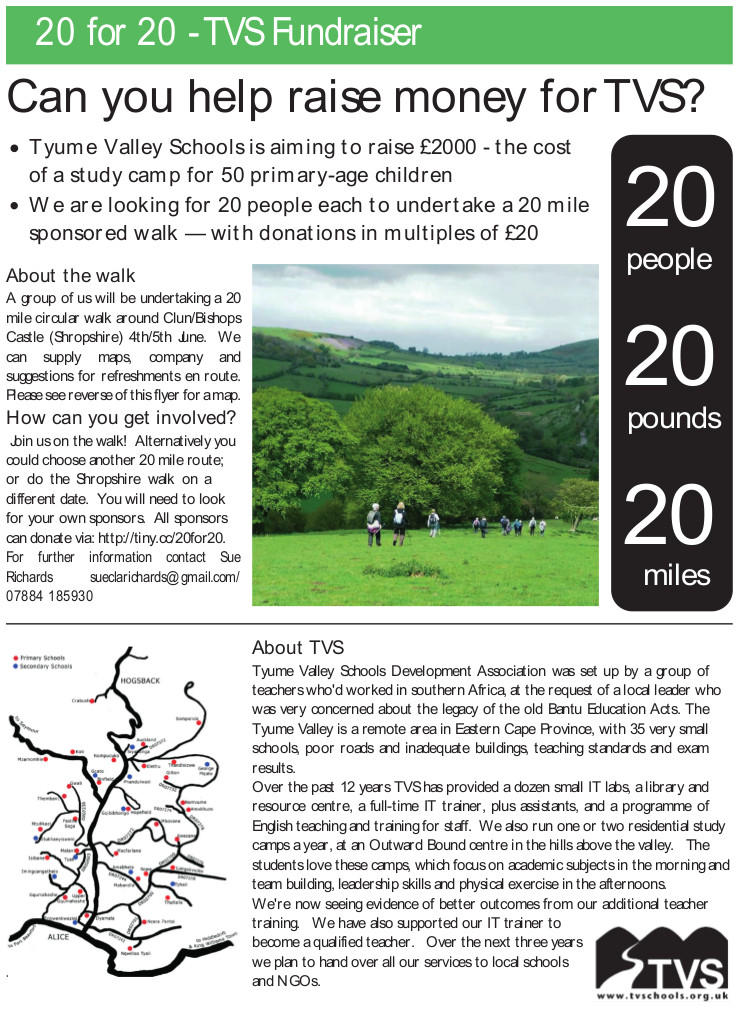 20 for 20 - TVS Fundraiser
Can you help raise money for TVS?
• Tyume Valley Schools is aiming to raise £2000 - the cost
of a study camp for 50 primary-age children
• We are looking for 20 people each to undertake a 20 mile
sponsored walk — with donations in multiples of £20
20
people
20
pounds
20
miles
About the walk
A group of us will be undertaking a 20
mile circular walk around Clun/Bishops
Castle (Shropshire) 4th/5th June. We
can supply maps, company and
suggestions for refreshments en route.
Please see reverse of this flyer for a map.
How can you get involved?
Join us on the walk! Alternatively you
could choose another 20 mile route;
or do the Shropshire walk on a
different date. You will need to look
for your own sponsors. All sponsors
can donate via: http://tiny.cc/20for20.
For further information contact Sue
Richards sueclarichards@gmail.com/
07884 185930
Primary Schools
Secondary Schools
HOGSBACK
ALICE
About TVS
Tyume Valley Schools Development Association was set up by a group of
teachers who'd worked in southern Africa, at the request of a local leader who
was very concerned about the legacy of the old Bantu Education Acts. The
Tyume Valley is a remote area in Eastern Cape Province, with 35 very small
schools, poor roads and inadequate buildings, teaching standards and exam
results.
Over the past 12 years TVS has provided a dozen small IT labs, a library and
resource centre, a full-time IT trainer, plus assistants, and a programme of
English teaching and training for staff. We also run one or two residential study
camps a year, at an Outward Bound centre in the hills above the valley. The
students love these camps, which focus on academic subjects in the morning and
team building, leadership skills and physical exercise in the afternoons.
We're now seeing evidence of better outcomes from our additional teacher
training. We have also supported our IT trainer to
become a qualified teacher. Over the next three years
we plan to hand over all our services to local schools
and NGOs.
TVS
www.tvschools.org.uk